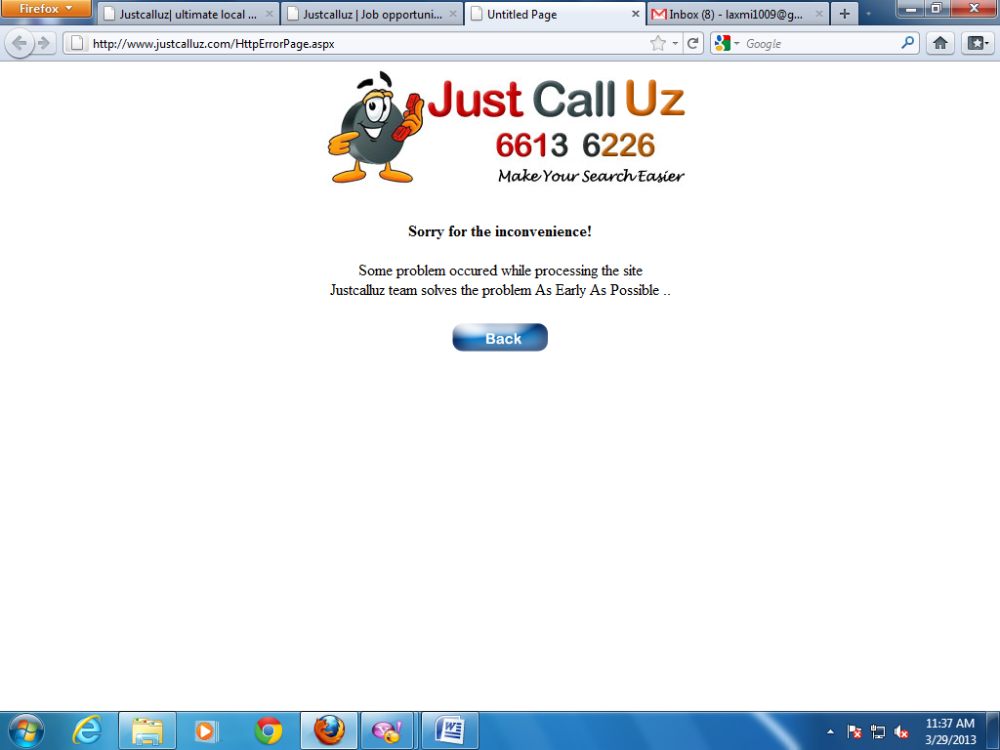 Firefox
Justcalluz| ultimate local ...
Justcalluz | Job opportuni...
Untitled Page
Inbox (8) - laxmi1009@g...
http://www.justcalluz.com/HttpErrorPage.aspx
Google
Just Call Uz
6613 6226
Make Your Search Easier
Sorry for the inconvenience!
Some problem occured while processing the site
Justcalluz team solves the problem As Early As Possible ..
Back
11:37 AM
3/29/2013